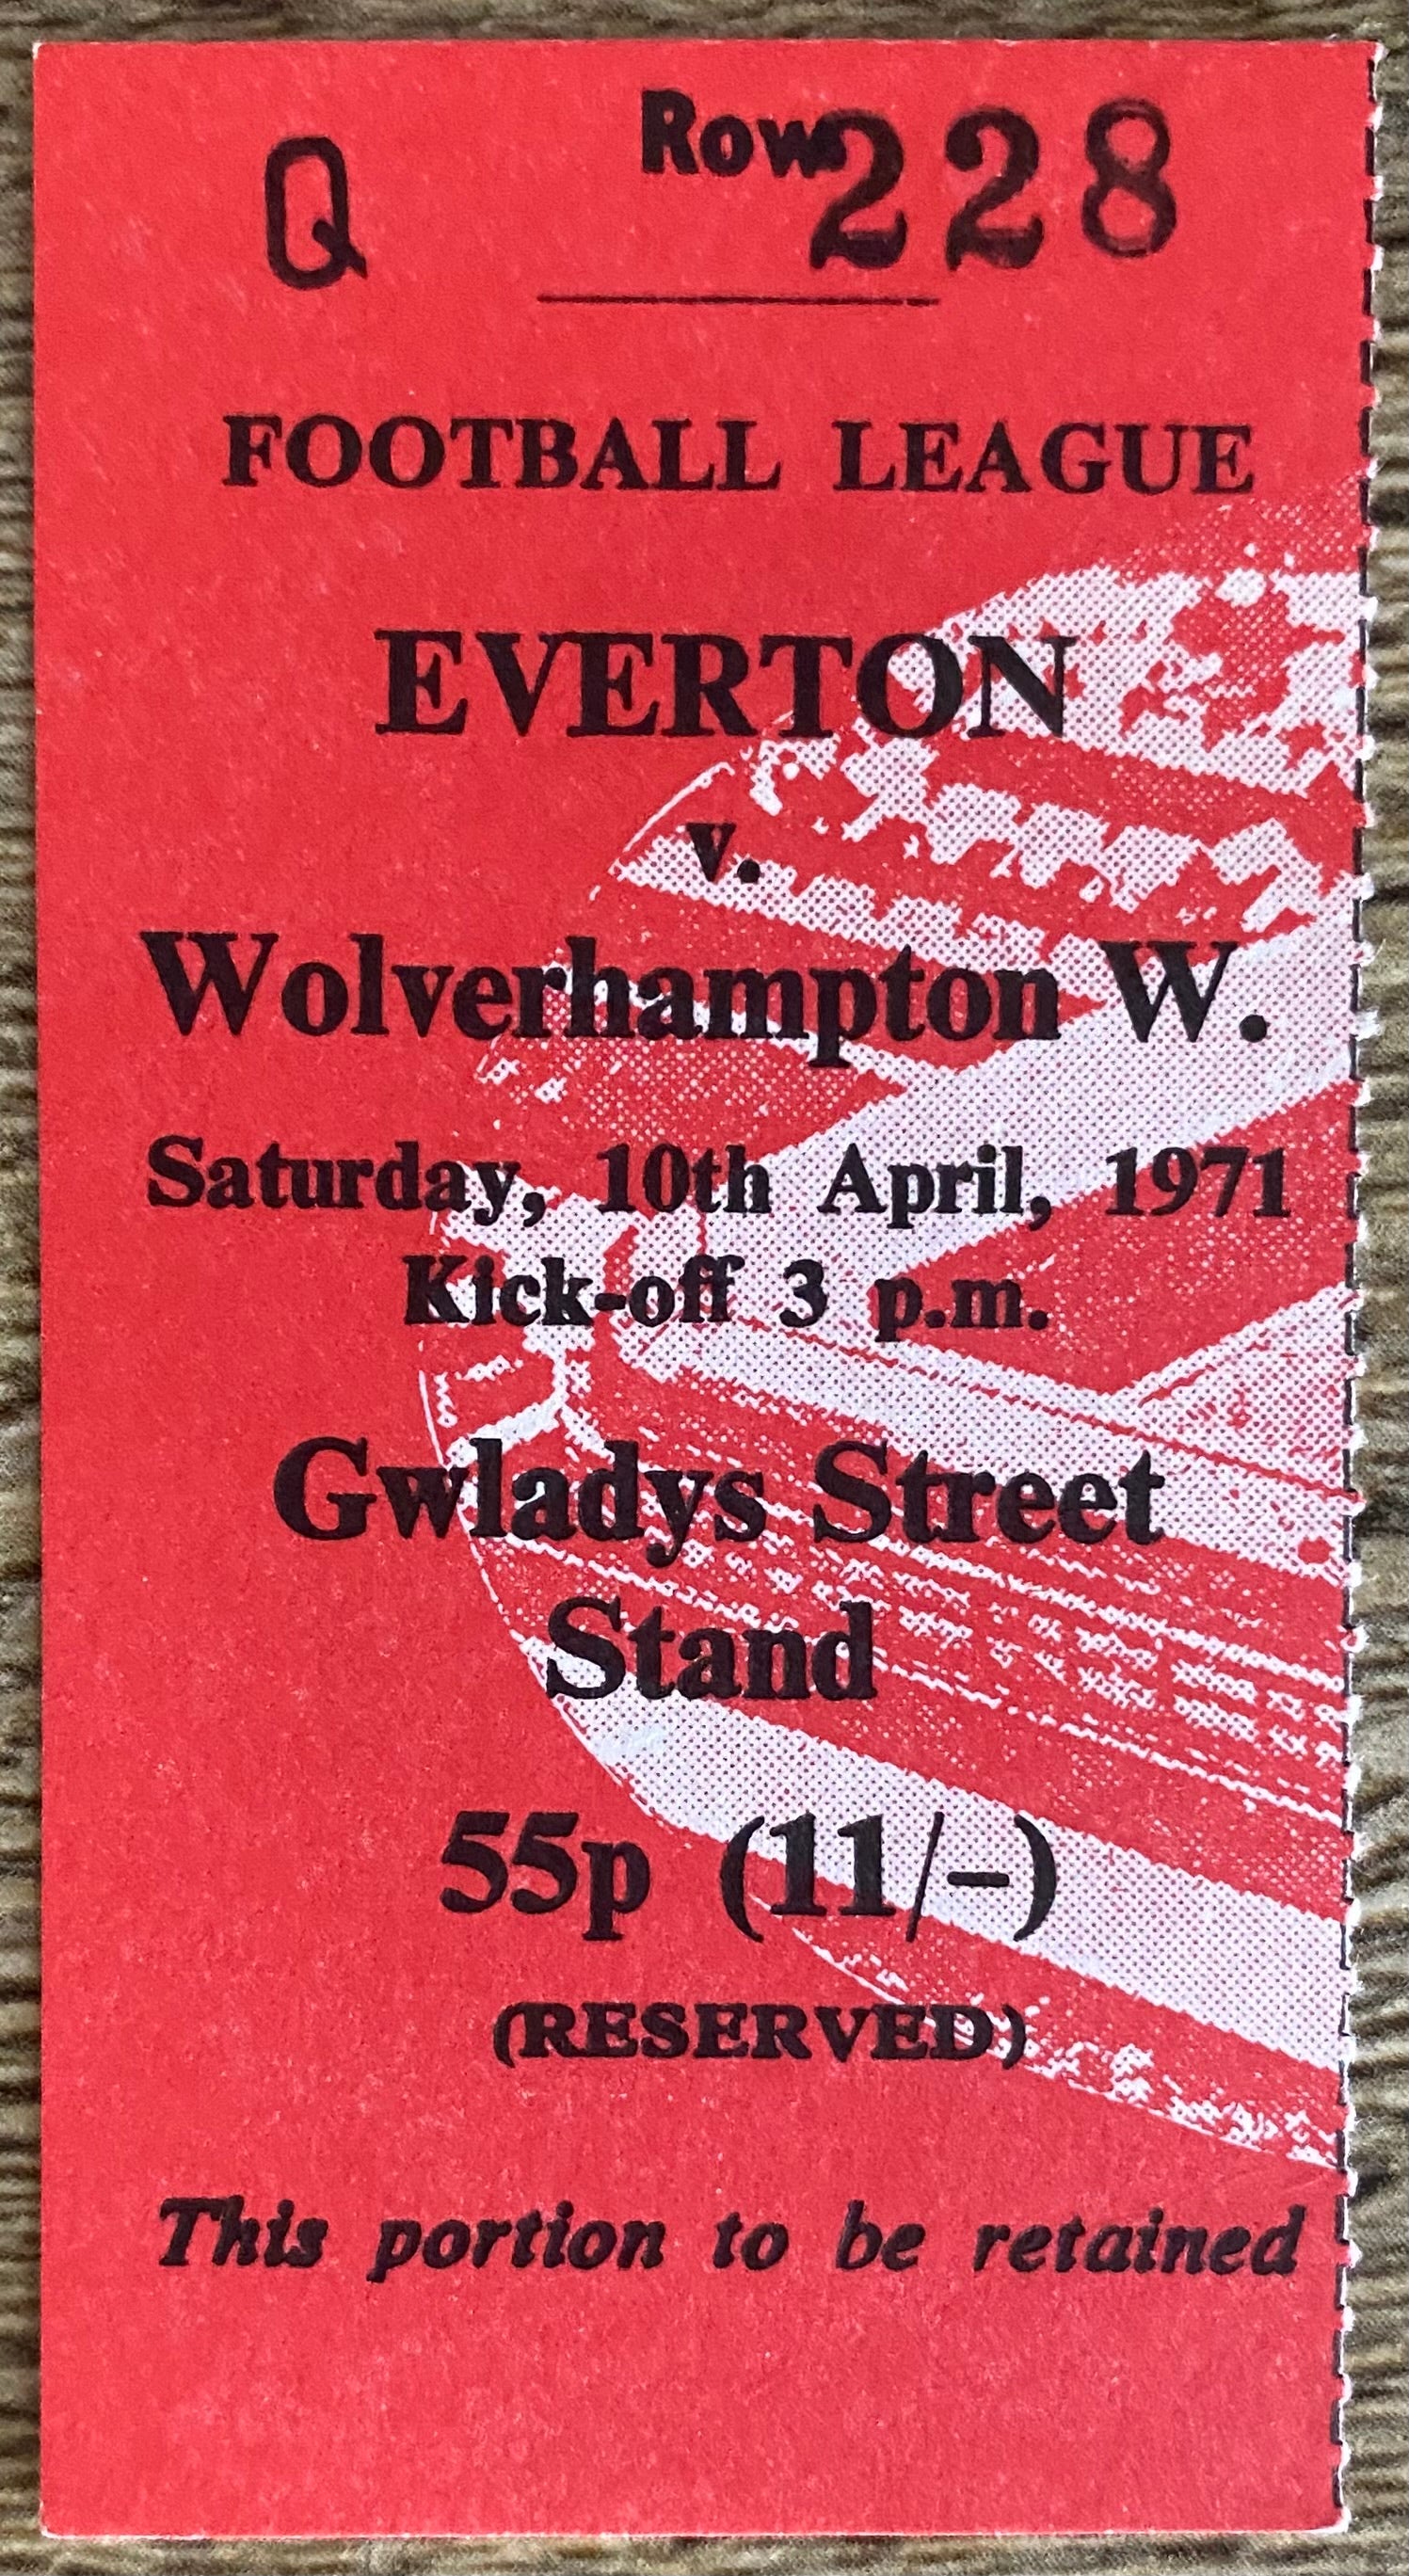 Q Row 228
FOOTBALL LEAGUE
EVERTON
v.
Wolverhampton W.
Saturday, 10th April, 1971
Kick-off 3 p.m.
Gwladys Street
Stand
55p (11/-)
(RESERVED)
This portion to be retained